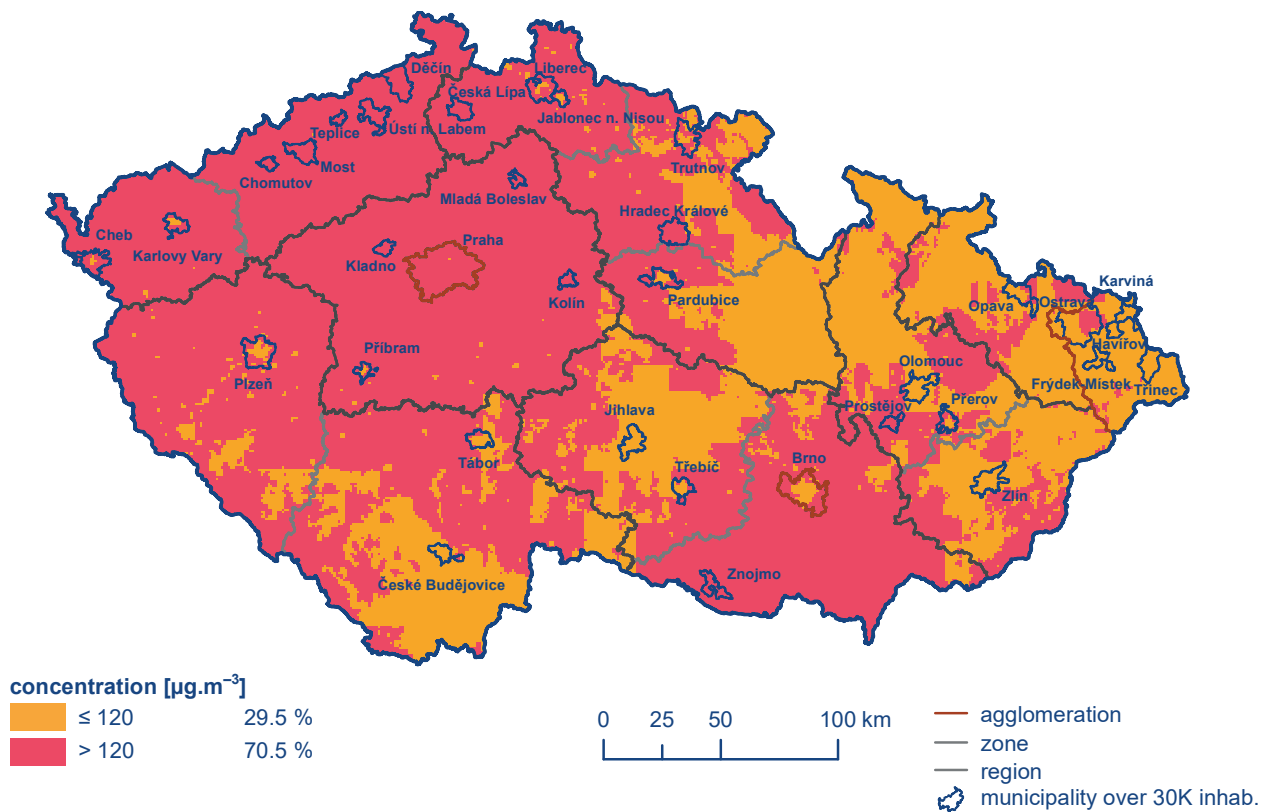 Děčín
Liberec
Česká Lípa
Jablonec n. Nisou
Teplice
Ústí n. Labem
Most
Chomutov
Trutnov
Mladá Boleslav
Hradec Králové
Cheb
Karlovy Vary
Praha
Kladno
Kolín
Pardubice
Karviná
Opava
Ostrava
Havířov
Příbram
Plzeň
Olomouc
Frýdek Místek
Třinec
Jihlava
Prostějov
Přerov
Tábor
Třebíč
Brno
Zlín
České Budějovice
Znojmo
concentration [µg.m⁻³]
≤ 120 29.5 %
> 120 70.5 %
0 25 50 100 km
agglomeration
zone
region
municipality over 30K inhab.